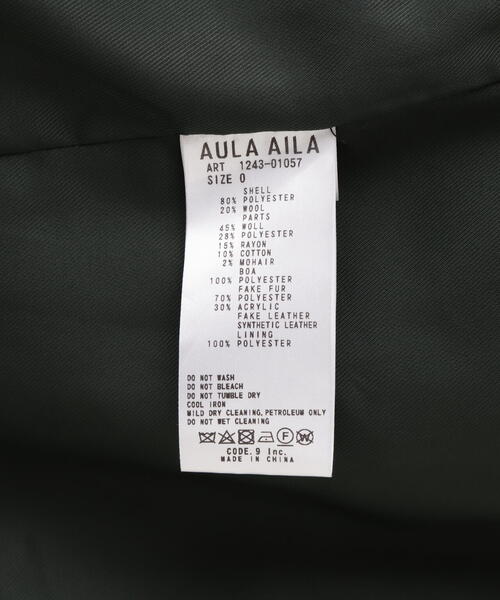 AULA AILA
ART 1243-01057
SIZE 0
SHELL
80% POLYESTER
20% WOOL
PARTS
45% WOLL
28% POLYESTER
15% RAYON
10% COTTON
2% MOHAIR
BOA
100% POLYESTER
FAKE FUR
70% POLYESTER
30% ACRYLIC
FAKE LEATHER
SYNTHETIC LEATHER
LINING
100% POLYESTER
DO NOT WASH
DO NOT BLEACH
DO NOT TUMBLE DRY
COOL IRON
MILD DRY CLEANING,PETROLEUM ONLY
DO NOT WET CLEANING
F W
CODE.9 Inc.
MADE IN CHINA